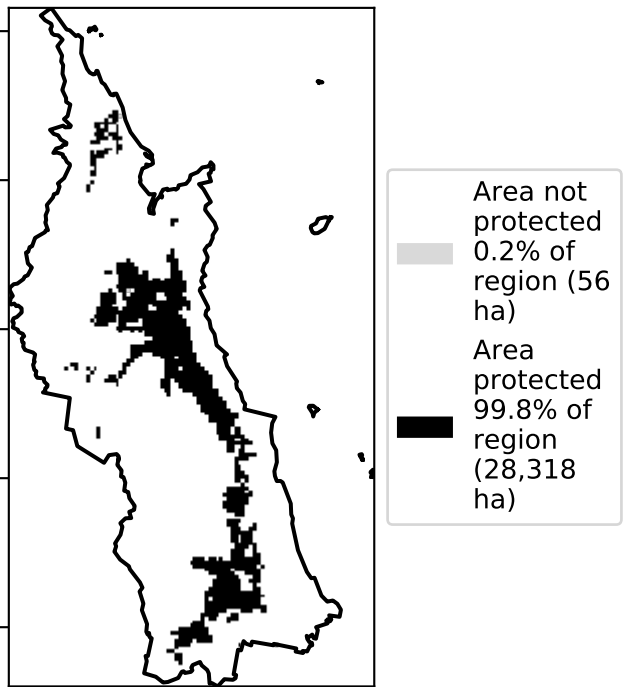 Area not
protected
0.2% of
region (56
ha)
Area
protected
99.8% of
region
(28,318
ha)